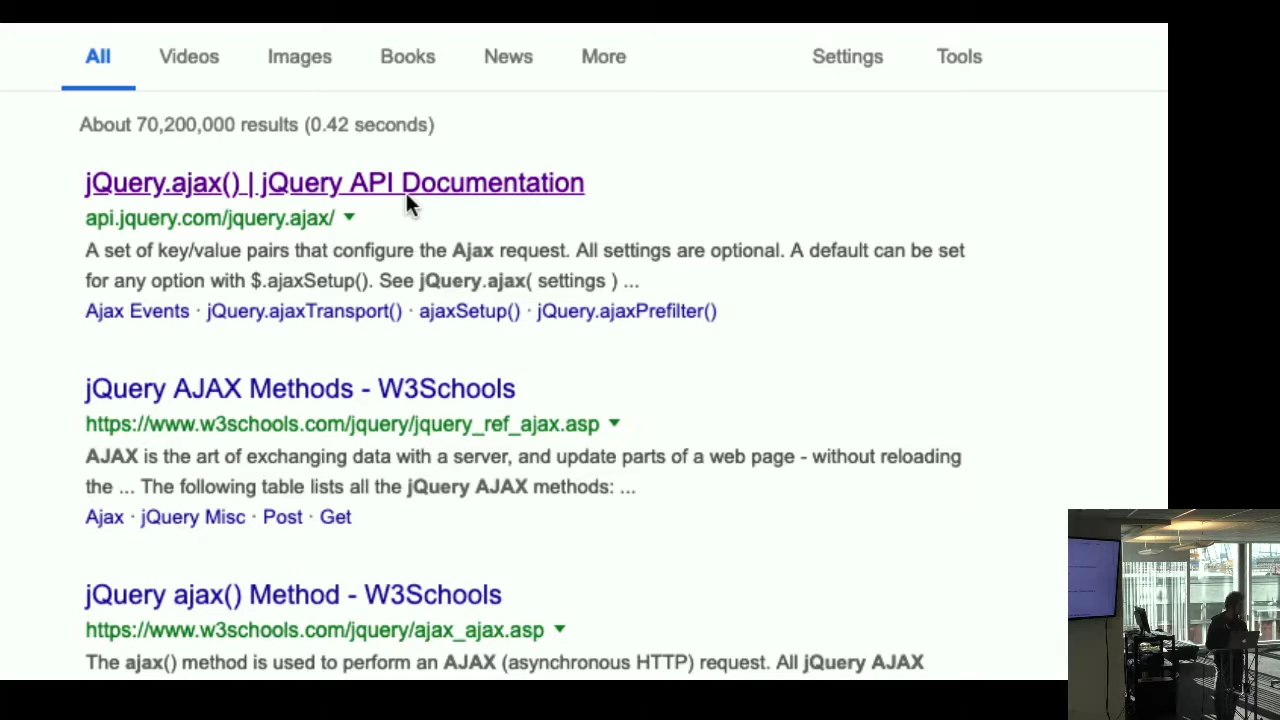 All Videos Images Books News More Settings Tools
About 70,200,000 results (0.42 seconds)
jQuery.ajax() | jQuery API Documentation
api.jquery.com/jquery.ajax/
A set of key/value pairs that configure the Ajax request. All settings are optional. A default can be set
for any option with $.ajaxSetup(). See jQuery.ajax( settings ) ...
Ajax Events · jQuery.ajaxTransport() · ajaxSetup() · jQuery.ajaxPrefilter()
jQuery AJAX Methods - W3Schools
https://www.w3schools.com/jquery/jquery_ref_ajax.asp
AJAX is the art of exchanging data with a server, and update parts of a web page - without reloading
the ... The following table lists all the jQuery AJAX methods: ...
Ajax · jQuery Misc · Post · Get
jQuery ajax() Method - W3Schools
https://www.w3schools.com/jquery/ajax_ajax.asp
The ajax() method is used to perform an AJAX (asynchronous HTTP) request. All jQuery AJAX